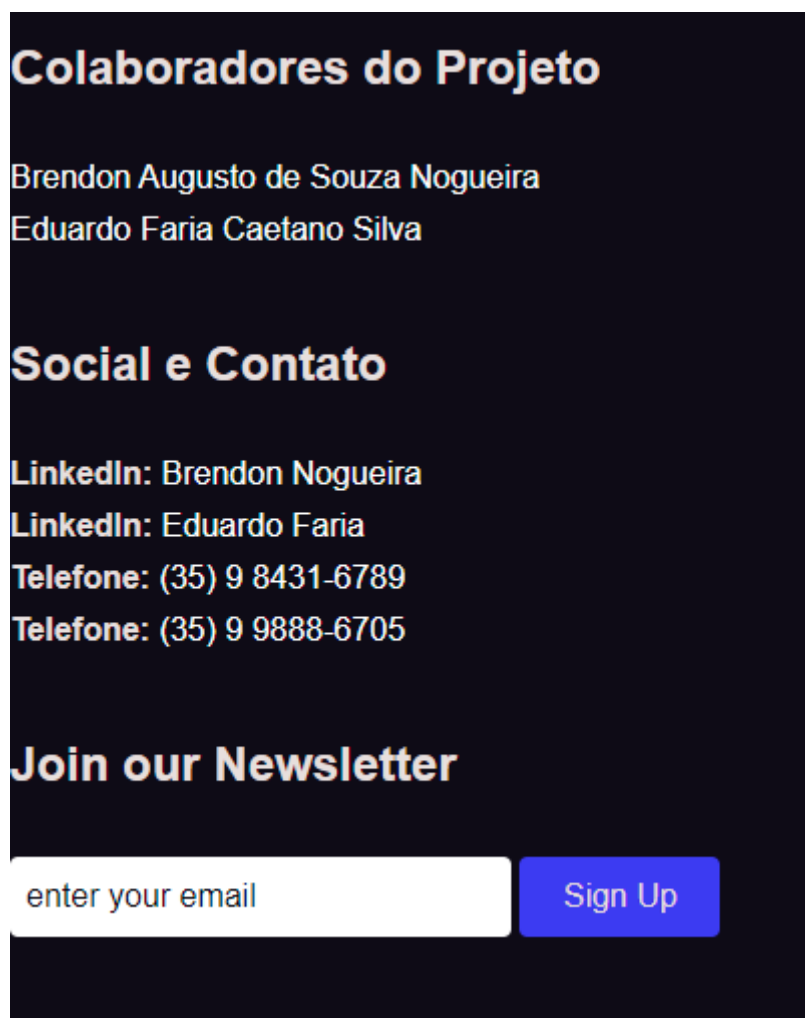 Colaboradores do Projeto
Brendon Augusto de Souza Nogueira
Eduardo Faria Caetano Silva
Social e Contato
LinkedIn: Brendon Nogueira
LinkedIn: Eduardo Faria
Telefone: (35) 9 8431-6789
Telefone: (35) 9 9888-6705
Join our Newsletter
enter your email
Sign Up